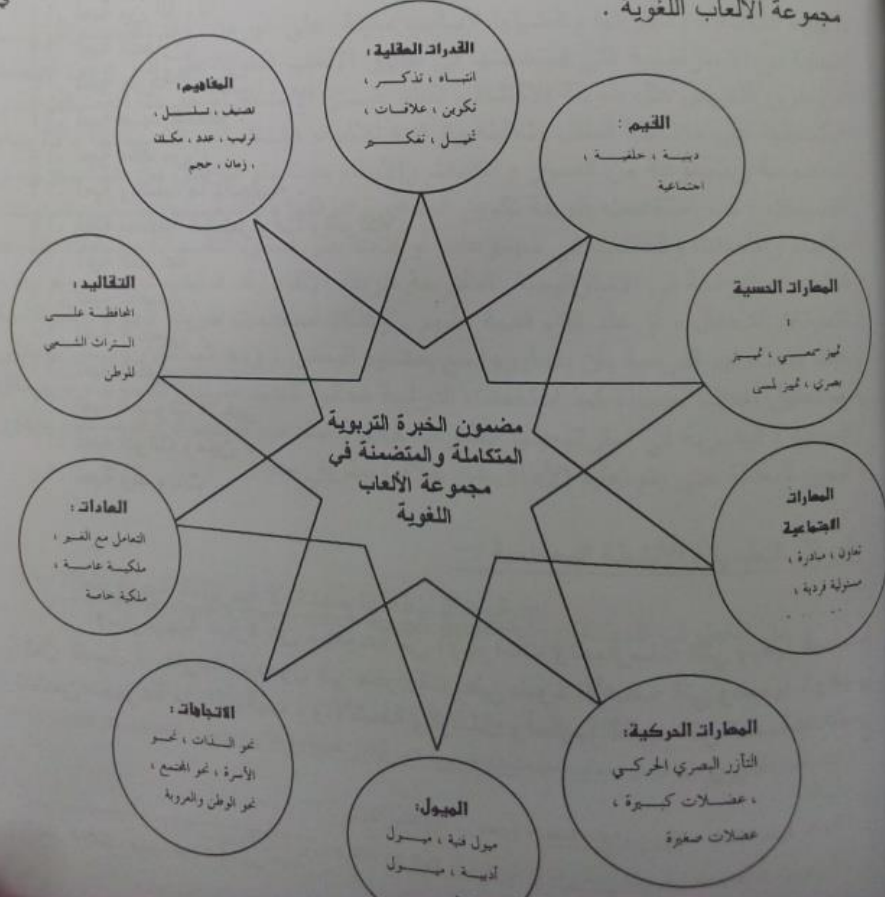 مجموعة الألعاب اللغوية .
القدرات العقلية :
انتباه ، تذكر ،
تكوين ، علاقات ،
تخيل ، تفكير
المفاهيم :
تصنيف ، تسلسل ،
ترتيب ، عدد ، مكان
، زمان ، حجم
القيم :
دينية ، خلقية ،
اجتماعية
التقاليد :
المحافظة على
التراث الشعبي
للوطن
المهارات الحسية
:
تميز سمعي ، تمييز
بصري ، تميز لمسى
مضمون الخبرة التربوية
المتكاملة والمتضمنة في
مجموعة الألعاب
اللغوية
العادات :
التعامل مع الغير ،
ملكية عامة ،
ملكية خاصة
المهارات
الاجتماعية
تعاون ، مبادرة ،
مسئولية فردية ،
الاتجاهات :
نحو الذات ، نحو
الأسرة ، نحو المجتمع ،
نحو الوطن والعروبة
المهارات الحركية :
التآزر البصري الحركي
، عضلات كبيرة ،
عضلات صغيرة
الميول :
ميول فنية ، ميول
أدبية ، ميول